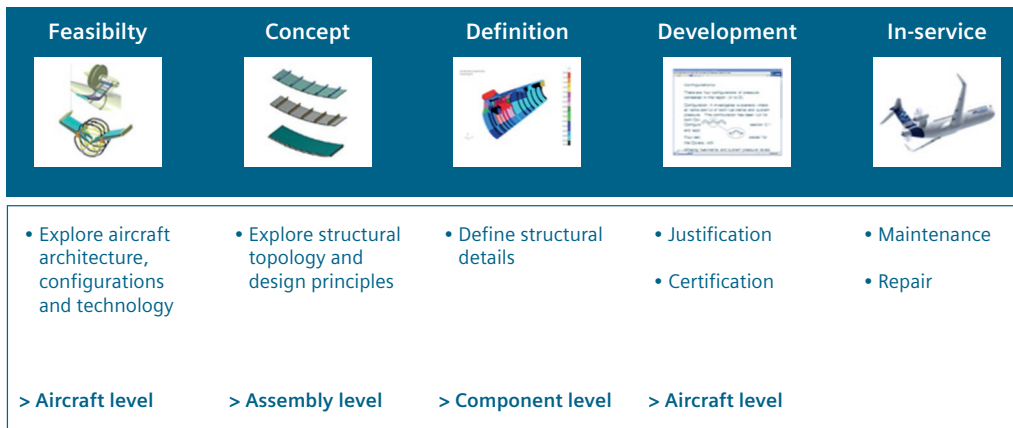 Feasibilty
Concept
Definition
Development
In-service
Configurations
• Explore aircraft
architecture,
configurations
and technology
• Explore structural
topology and
design principles
• Define structural
details
• Justification
• Certification
• Maintenance
• Repair
> Aircraft level
> Assembly level
> Component level
> Aircraft level